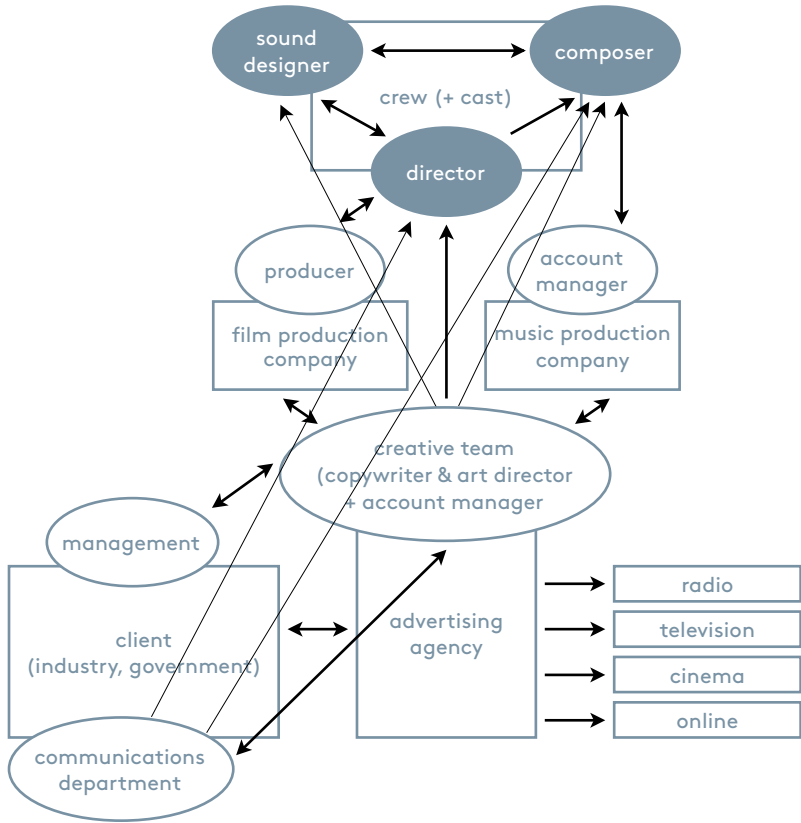 sound
designer
composer
crew (+ cast)
director
producer
account
manager
film production
company
music production
company
creative team
(copywriter & art director
+ account manager
management
client
(industry, government)
advertising
agency
radio
television
cinema
online
communications
department